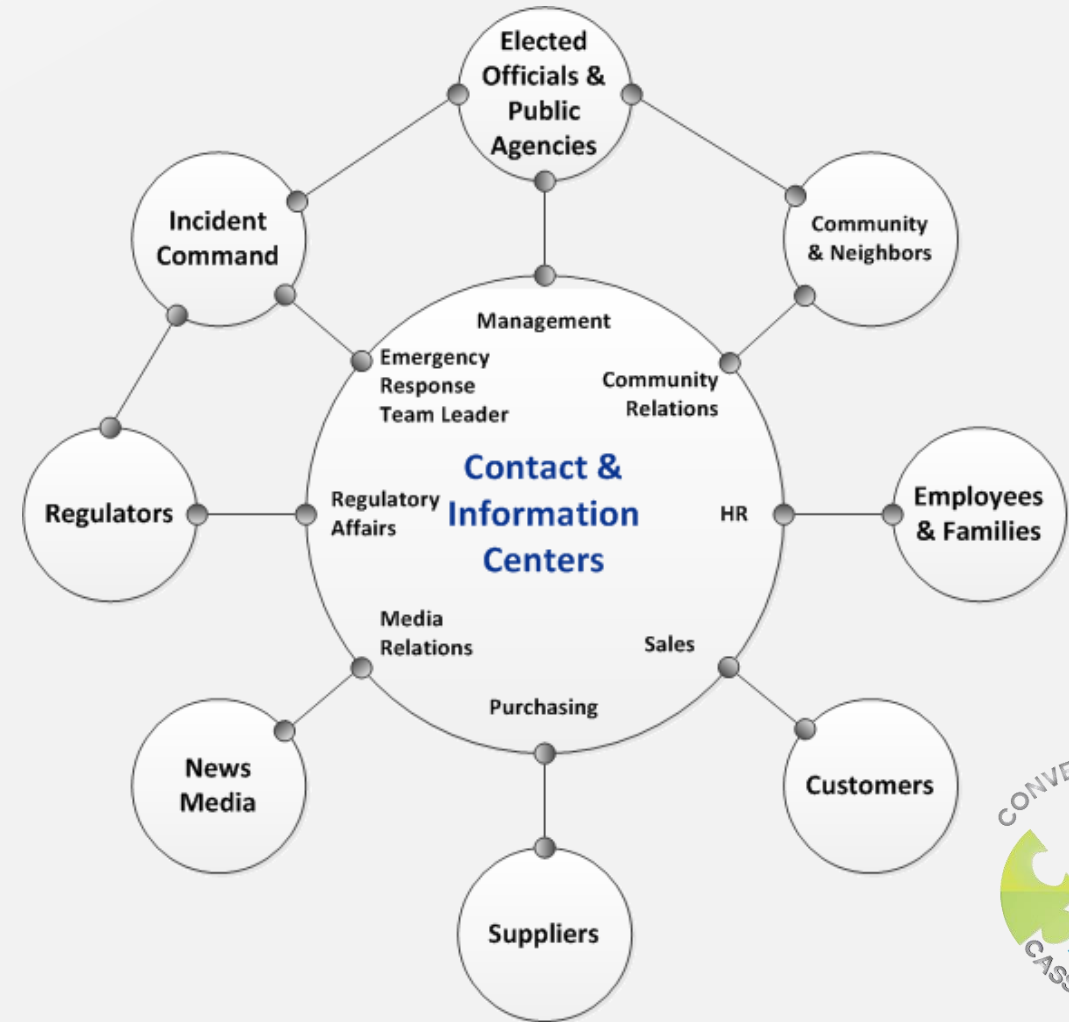 Elected
Officials &
Public
Agencies
Incident
Command
Community
& Neighbors
Management
Emergency
Response
Team Leader
Community
Relations
Contact &
Information
Centers
Regulators
Regulatory
Affairs
HR
Employees
& Families
Media
Relations
Sales
Purchasing
News
Media
Customers
Suppliers